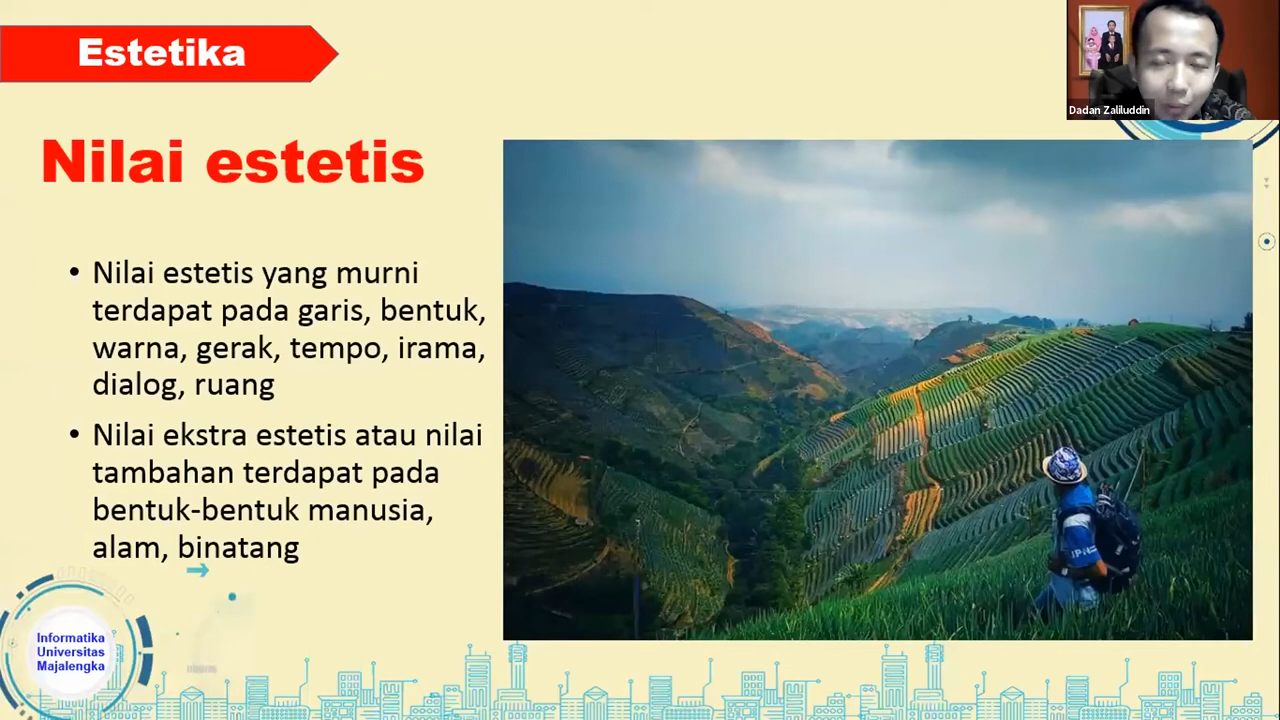 Estetika
Dadan Zaliluddin
Nilai estetis
• Nilai estetis yang murni
terdapat pada garis, bentuk,
warna, gerak, tempo, irama,
dialog, ruang
• Nilai ekstra estetis atau nilai
tambahan terdapat pada
bentuk-bentuk manusia,
alam, binatang
Informatika
Universitas
Majalengka